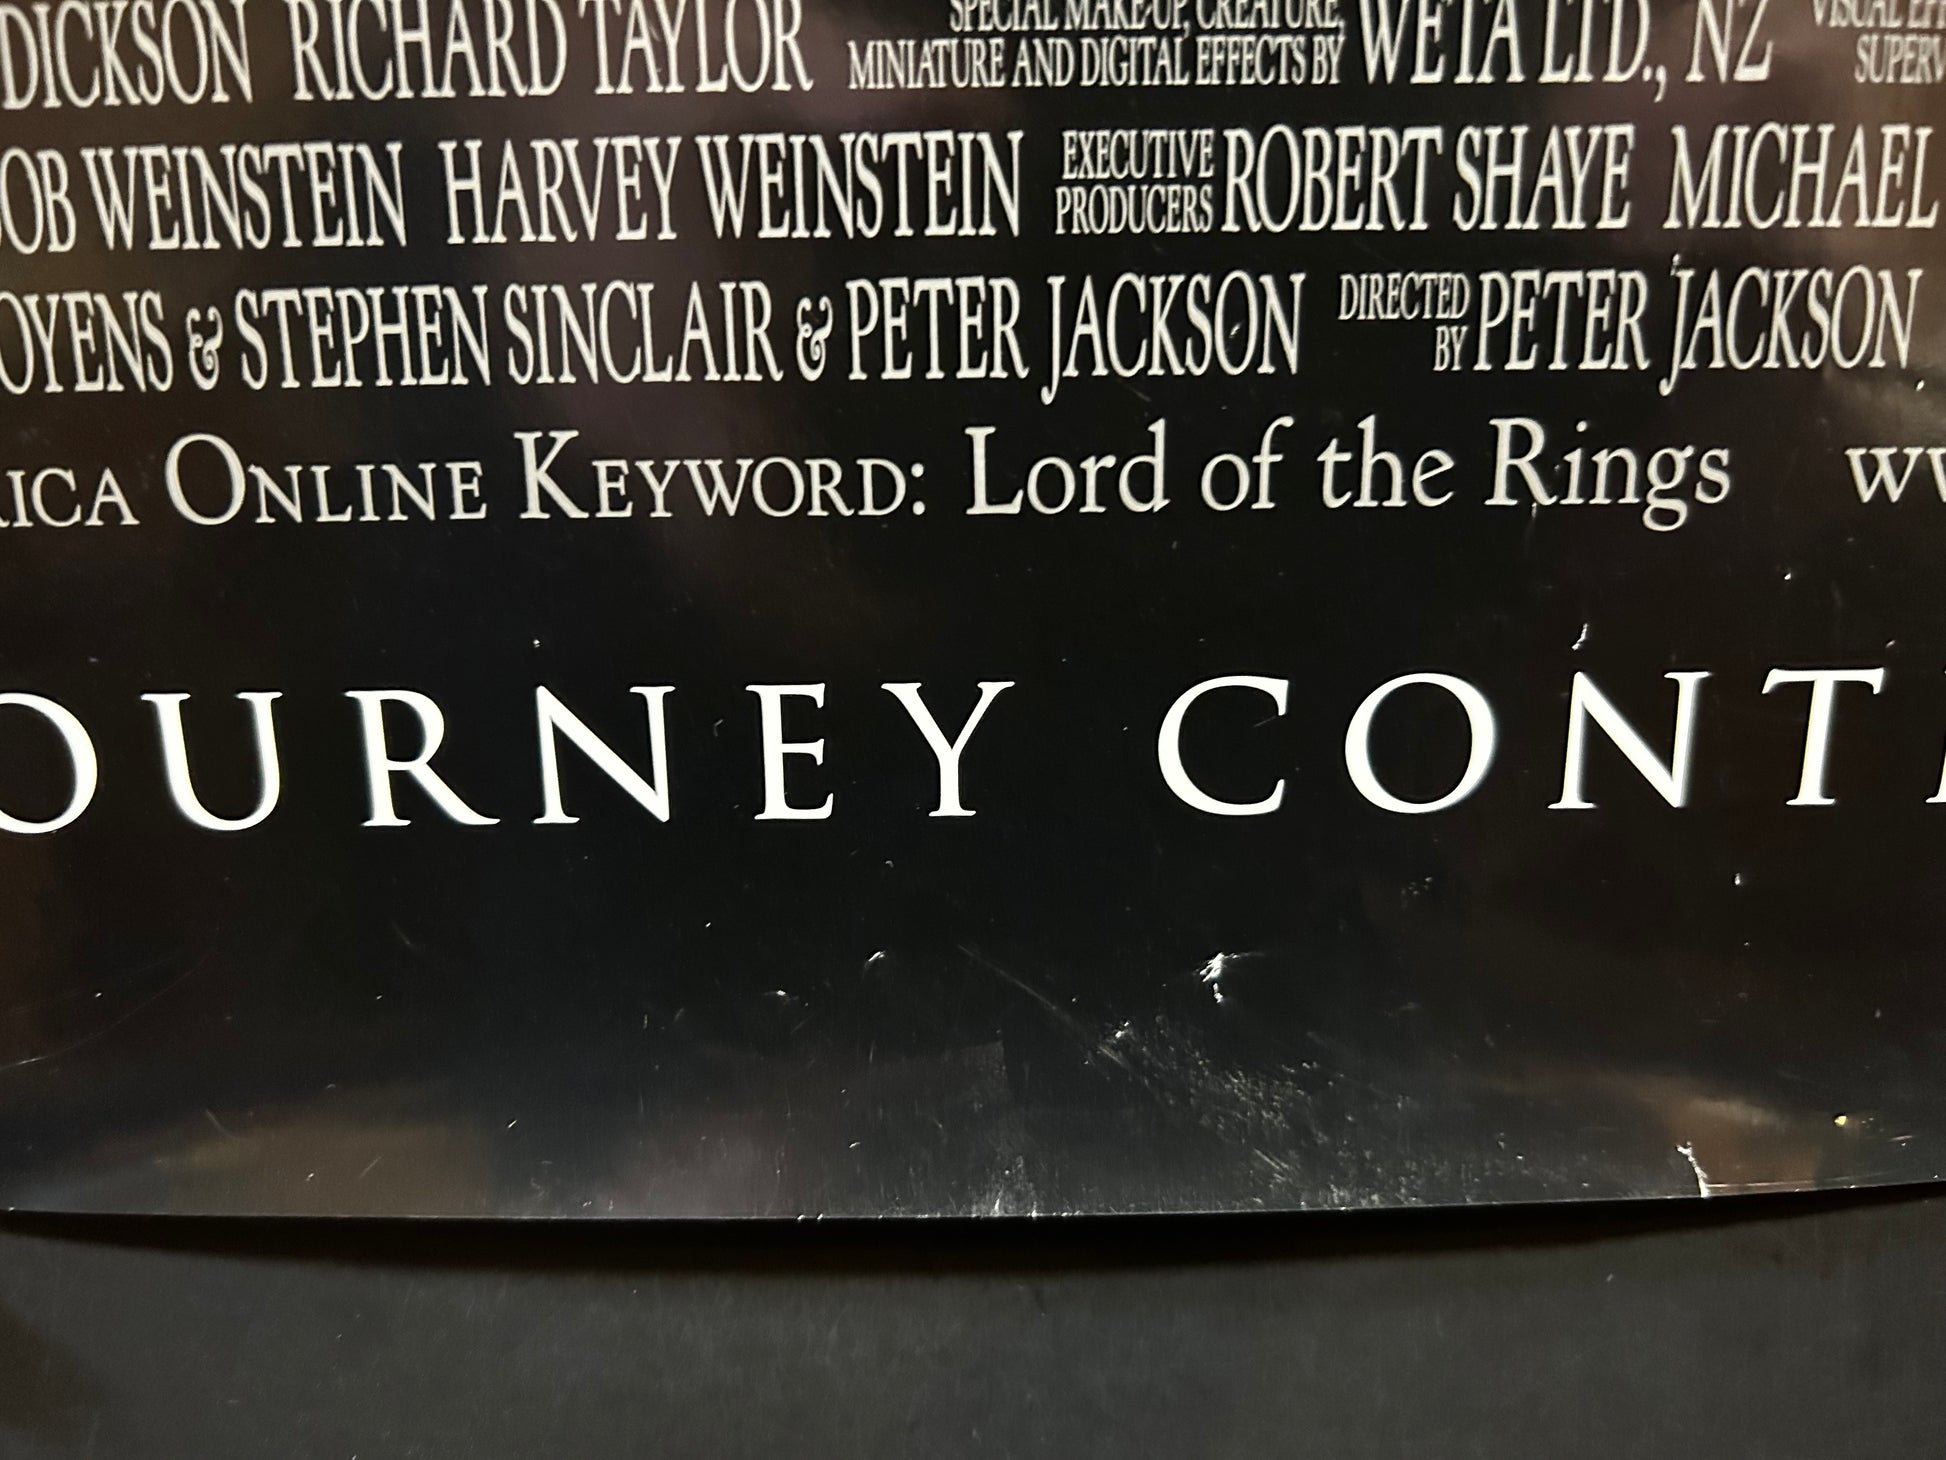 DICKSON RICHARD TAYLOR SPECIAL MAKE-UP, CREATURE, MINIATURE AND DIGITAL EFFECTS BY WETA LTD., NZ
OB WEINSTEIN HARVEY WEINSTEIN EXECUTIVE PRODUCERS ROBERT SHAYE MICHAEL
OYENS & STEPHEN SINCLAIR & PETER JACKSON DIRECTED BY PETER JACKSON
RICA ONLINE KEYWORD: Lord of the Rings
OURNEY CONT